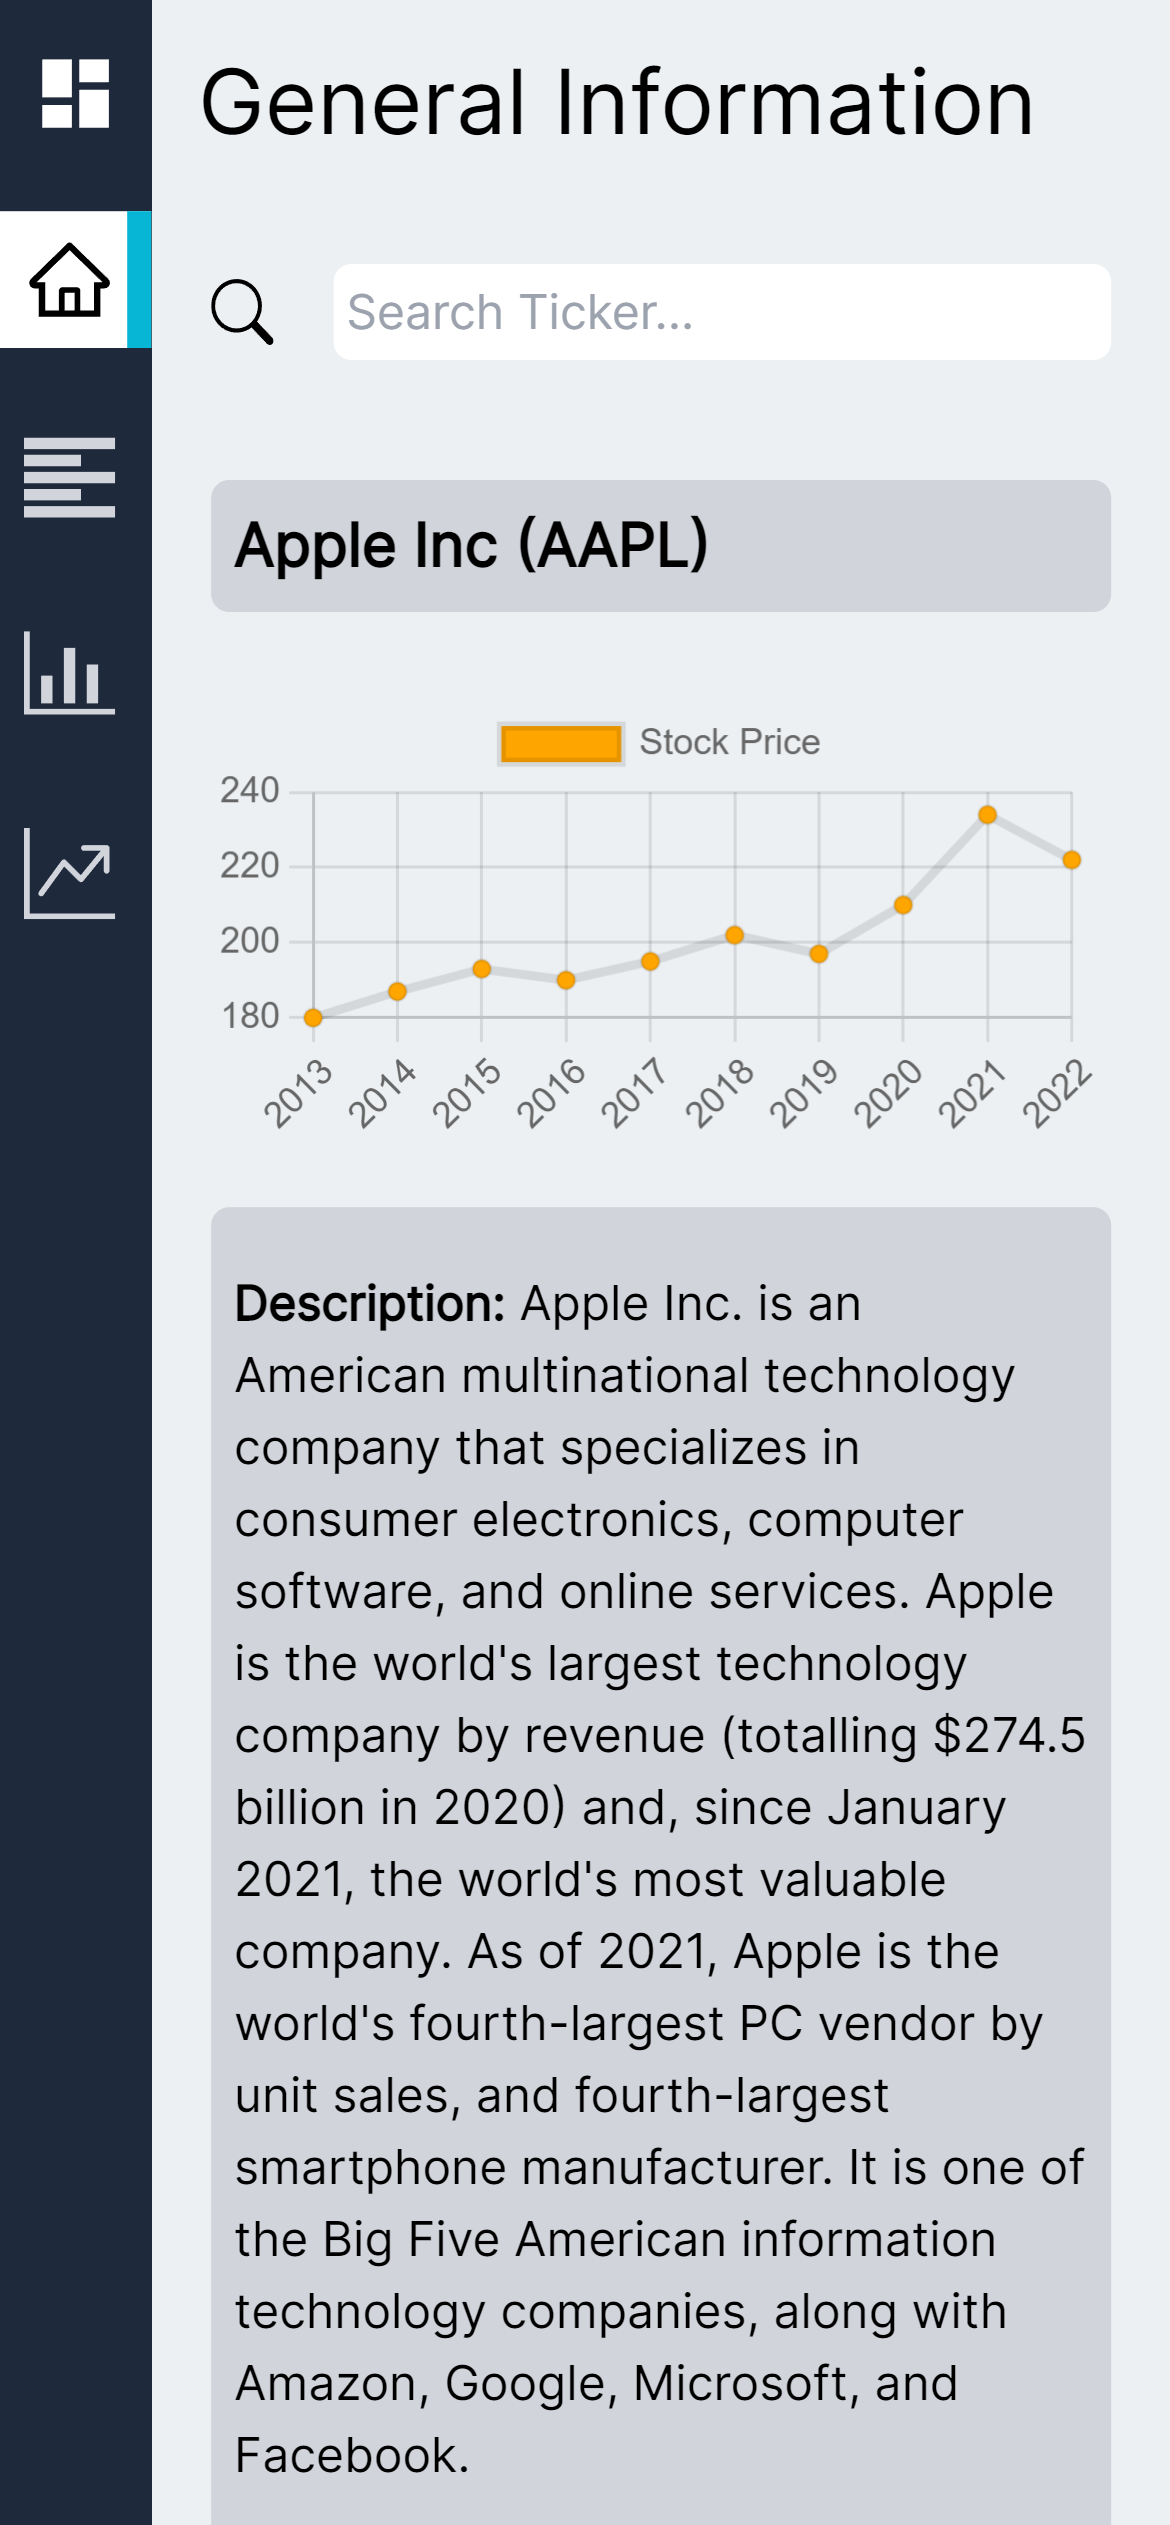 General Information
Search Ticker...
Apple Inc (AAPL)
Stock Price
240
220
200
180
2013 2014 2015 2016 2017 2018 2019 2020 2021 2022
Description: Apple Inc. is an
American multinational technology
company that specializes in
consumer electronics, computer
software, and online services. Apple
is the world's largest technology
company by revenue (totalling $274.5
billion in 2020) and, since January
2021, the world's most valuable
company. As of 2021, Apple is the
world's fourth-largest PC vendor by
unit sales, and fourth-largest
smartphone manufacturer. It is one of
the Big Five American information
technology companies, along with
Amazon, Google, Microsoft, and
Facebook.